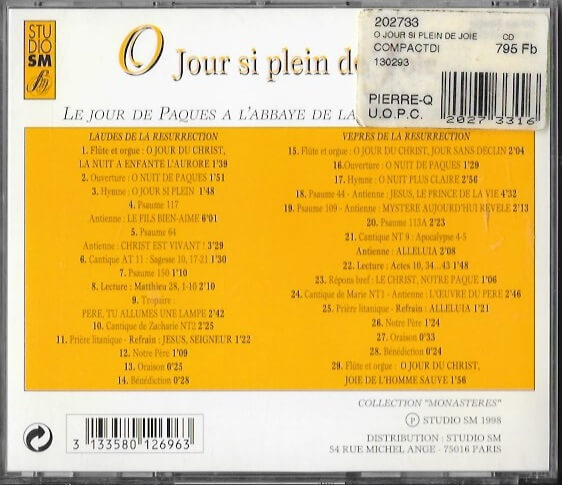 STU
DIO
SM
O Jour si plein de
LE JOUR DE PAQUES A L'ABBAYE DE LA
202733
O JOUR SI PLEIN DE JOIE CD
COMPACTDI 795 Fb
130293
PIERRE-Q
U.O.P.C.
2027 3316
LAUDES DE LA RESURRECTION
1. Flûte et orgue : O JOUR DU CHRIST,
LA NUIT A ENFANTE L'AURORE 1'39
2. Ouverture : O NUIT DE PAQUES 1'51
3. Hymne : O JOUR SI PLEIN 1'48
4. Psaume 117
Antienne : LE FILS BIEN-AIME 6'01
5. Psaume 64
Antienne : CHRIST EST VIVANT ! 3'29
6. Cantique AT 11 : Sagesse 10, 17-21 1'30
7. Psaume 150 1'10
8. Lecture : Matthieu 28, 1-10 2'10
9. Tropaire :
PERE, TU ALLUMES UNE LAMPE 2'42
10. Cantique de Zacharie NT2 2'25
11. Prière litanique - Refrain : JESUS, SEIGNEUR 1'22
12. Notre Père 1'09
13. Oraison 0'25
14. Bénédiction 0'28
VEPRES DE LA RESURRECTION
15. Flûte et orgue : O JOUR DU CHRIST, JOUR SANS DECLIN 2'04
16.Ouverture : O NUIT DE PAQUES 1'29
17. Hymne : O NUIT PLUS CLAIRE 2'56
18. Psaume 44 - Antienne : JESUS, LE PRINCE DE LA VIE 4'32
19. Psaume 109 - Antienne : MYSTERE AUJOURD'HUI REVELE 2'13
20. Psaume 113A 2'23
21. Cantique NT 9 : Apocalypse 4-5
Antienne : ALLELUIA 2'08
22. Lecture : Actes 10, 34...43 1'48
23. Répons bref : LE CHRIST, NOTRE PAQUE 1'06
24. Cantique de Marie NT1 - Antienne : L'ŒUVRE DU PERE 2'46
25. Prière litanique - Refrain : ALLELUIA 1'21
26. Notre Père 1'24
27. Oraison 0'33
28. Bénédiction 0'24
29. Flûte et orgue : O JOUR DU CHRIST,
JOIE DE L'HOMME SAUVE 1'56
COLLECTION "MONASTERES"
Ⓟ STUDIO SM 1998
DISTRIBUTION : STUDIO SM
54 RUE MICHEL ANGE - 75016 PARIS
3 133580 126963